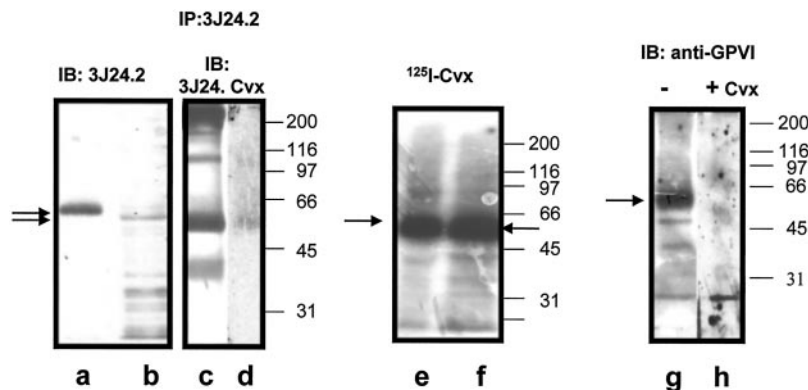 IP:3J24.2
IB: 3J24.2
IB:
3J24. Cvx
200
116
97
66
45
31
a b c d
125I-Cvx
200
116
97
66
45
31
e f
IB: anti-GPVI
- + Cvx
200
116
97
66
45
31
g h